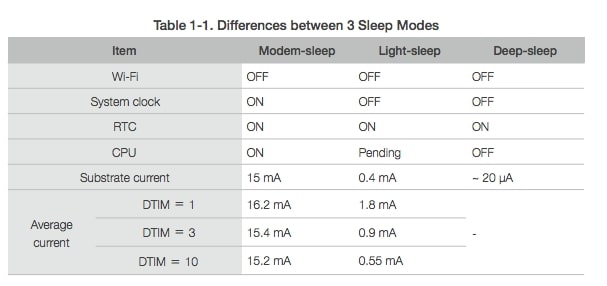 Table 1-1. Differences between 3 Sleep Modes
Item Modem-sleep Light-sleep Deep-sleep
Wi-Fi OFF OFF OFF
System clock ON OFF OFF
RTC ON ON ON
CPU ON Pending OFF
Substrate current 15 mA 0.4 mA ~ 20 μA
Average current
DTIM = 1 16.2 mA 1.8 mA
DTIM = 3 15.4 mA 0.9 mA -
DTIM = 10 15.2 mA 0.55 mA